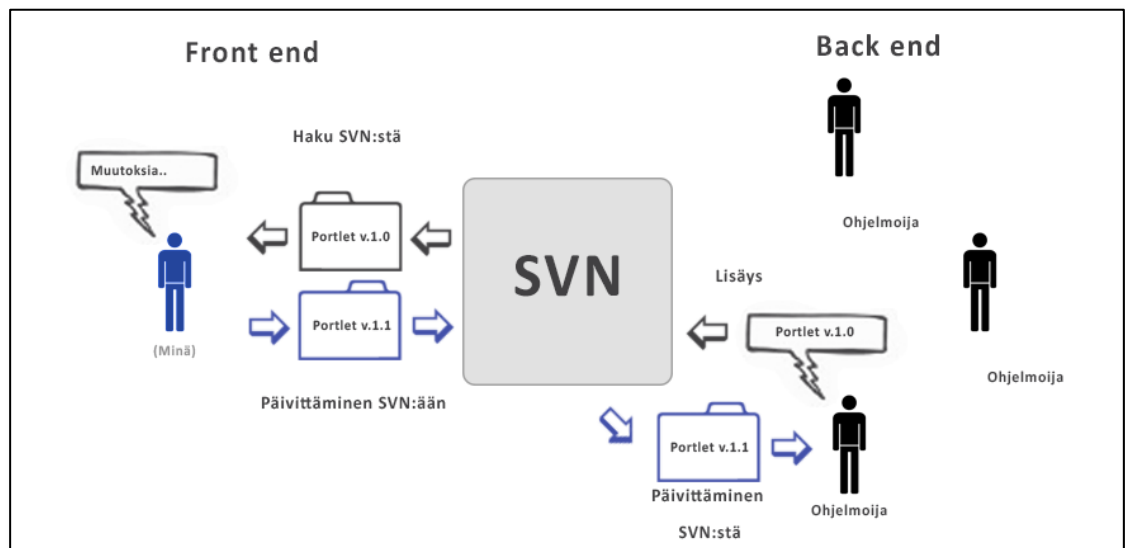 Front end
Back end
Haku SVN:stä
Muutoksia..
Portlet v.1.0
Ohjelmoija
SVN
Lisäys
Portlet v.1.1
Portlet v.1.0
(Minä)
Ohjelmoija
Päivittäminen SVN:ään
Portlet v.1.1
Päivittäminen
SVN:stä
Ohjelmoija